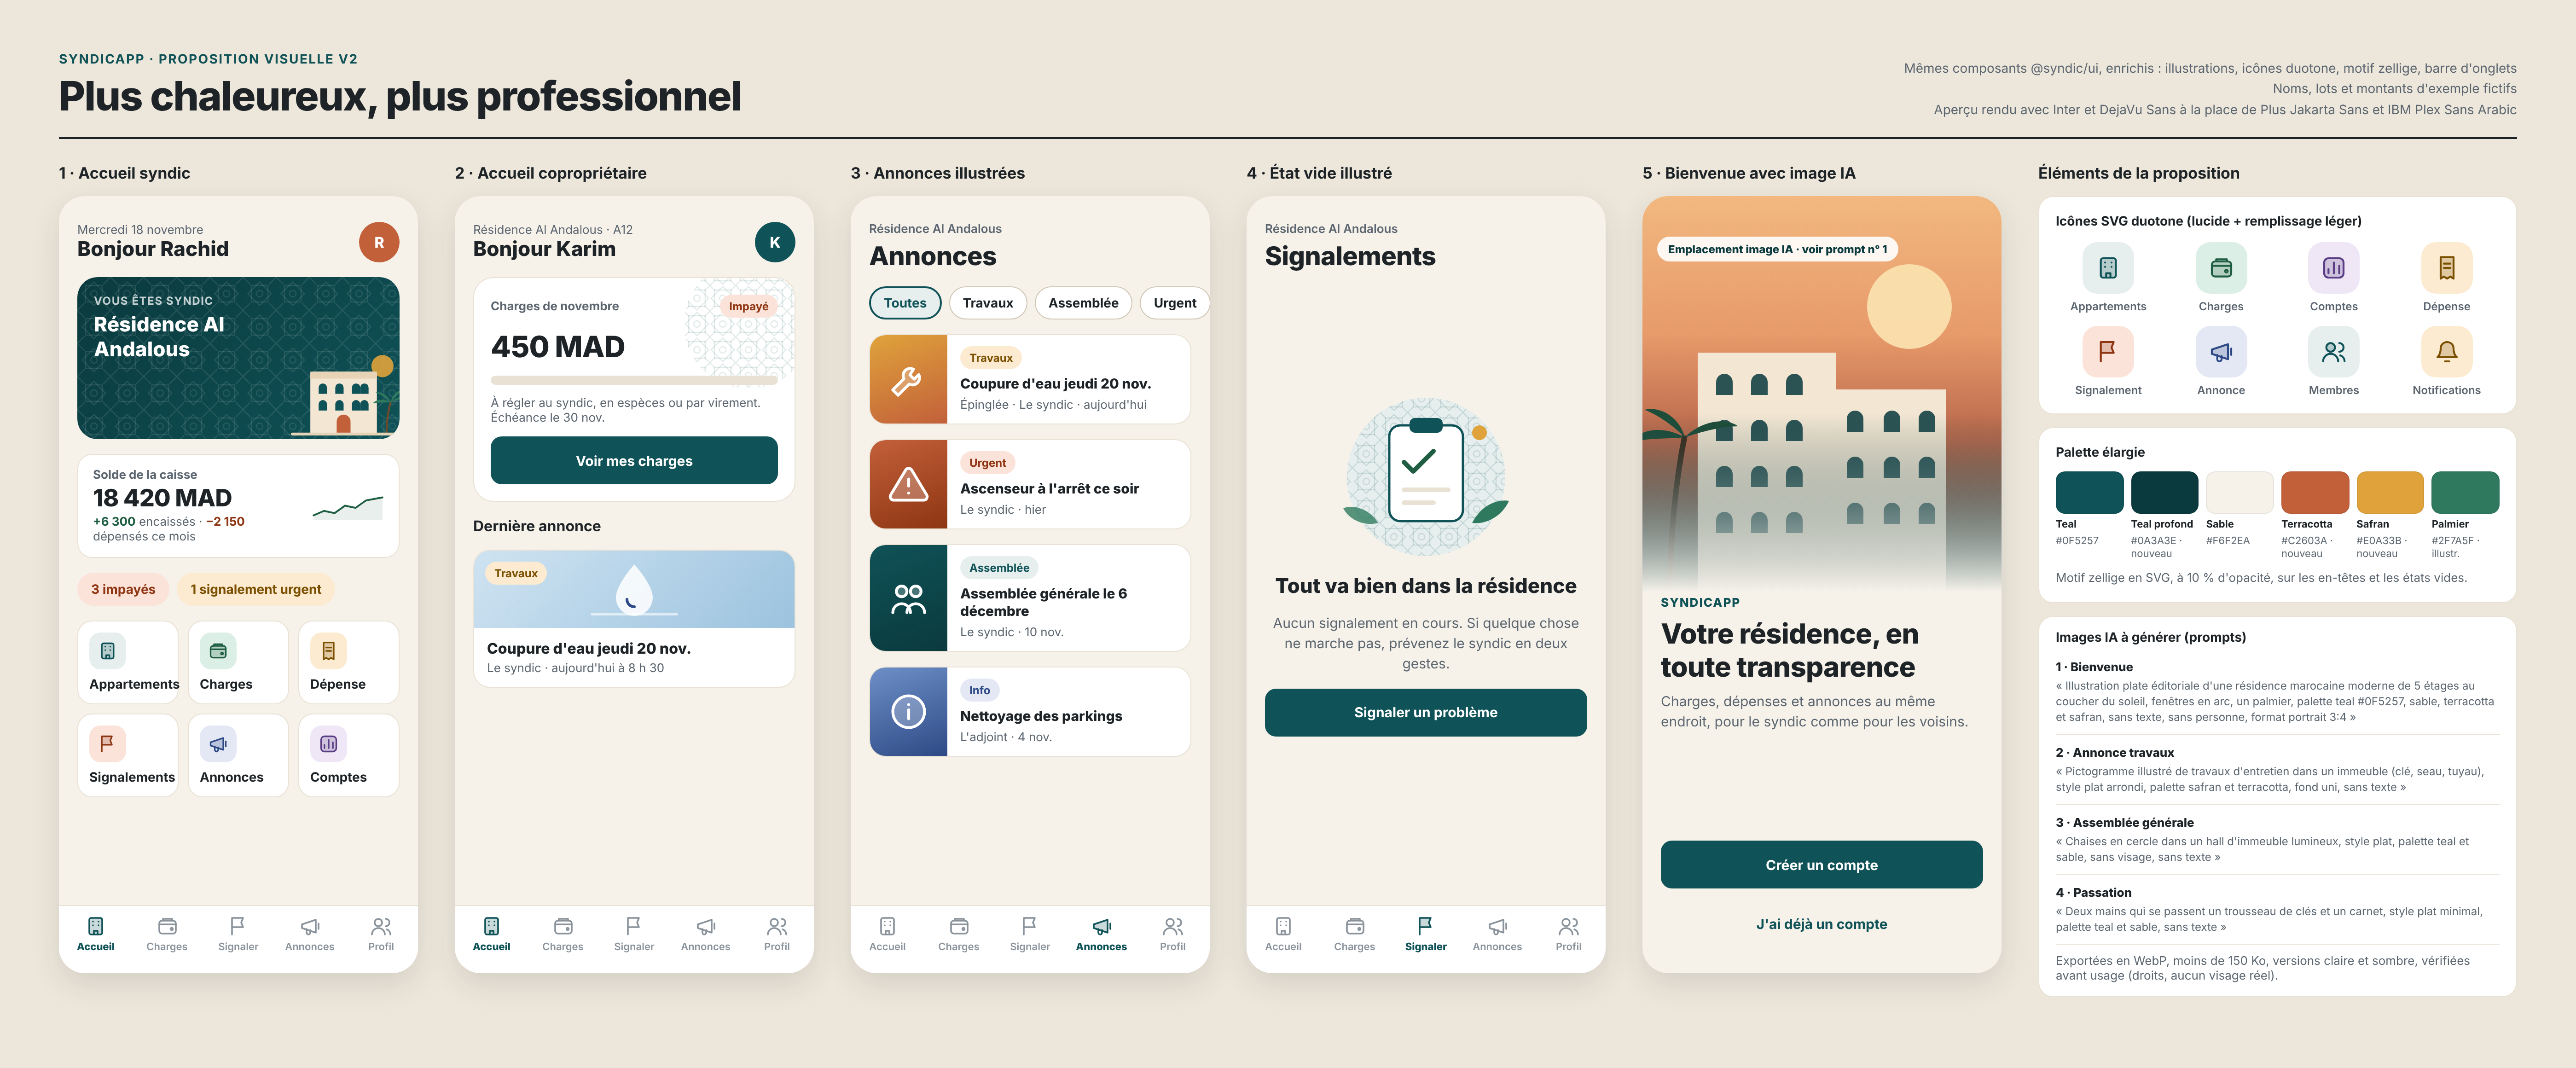 SYNDICAPP · PROPOSITION VISUELLE V2
Plus chaleureux, plus professionnel
Mêmes composants @syndic/ui, enrichis : illustrations, icônes duotone, motif zellige, barre d'onglets
Noms, lots et montants d'exemple fictifs
Aperçu rendu avec Inter et DejaVu Sans à la place de Plus Jakarta Sans et IBM Plex Sans Arabic
1 · Accueil syndic
Mercredi 18 novembre
Bonjour Rachid
R
VOUS ÊTES SYNDIC
Résidence Al
Andalous
Solde de la caisse
18 420 MAD
+6 300 encaissés · −2 150
dépensés ce mois
3 impayés
1 signalement urgent
Appartements
Charges
Dépense
Signalements
Annonces
Comptes
Accueil
Charges
Signaler
Annonces
Profil
2 · Accueil copropriétaire
Résidence Al Andalous · A12
Bonjour Karim
K
Charges de novembre
Impayé
450 MAD
À régler au syndic, en espèces ou par virement.
Échéance le 30 nov.
Voir mes charges
Dernière annonce
Travaux
Coupure d'eau jeudi 20 nov.
Le syndic · aujourd'hui à 8 h 30
Accueil
Charges
Signaler
Annonces
Profil
3 · Annonces illustrées
Résidence Al Andalous
Annonces
Toutes
Travaux
Assemblée
Urgent
Travaux
Coupure d'eau jeudi 20 nov.
Épinglée · Le syndic · aujourd'hui
Urgent
Ascenseur à l'arrêt ce soir
Le syndic · hier
Assemblée
Assemblée générale le 6
décembre
Le syndic · 10 nov.
Info
Nettoyage des parkings
L'adjoint · 4 nov.
Accueil
Charges
Signaler
Annonces
Profil
4 · État vide illustré
Résidence Al Andalous
Signalements
Tout va bien dans la résidence
Aucun signalement en cours. Si quelque chose
ne marche pas, prévenez le syndic en deux
gestes.
Signaler un problème
Accueil
Charges
Signaler
Annonces
Profil
5 · Bienvenue avec image IA
Emplacement image IA · voir prompt n° 1
SYNDICAPP
Votre résidence, en
toute transparence
Charges, dépenses et annonces au même
endroit, pour le syndic comme pour les voisins.
Créer un compte
J'ai déjà un compte
Éléments de la proposition
Icônes SVG duotone (lucide + remplissage léger)
Appartements
Charges
Comptes
Dépense
Signalement
Annonce
Membres
Notifications
Palette élargie
Teal
#0F5257
Teal profond
#0A3A3E ·
nouveau
Sable
#F6F2EA
Terracotta
#C2603A ·
nouveau
Safran
#E0A33B ·
nouveau
Palmier
#2F7A5F ·
illustr.
Motif zellige en SVG, à 10 % d'opacité, sur les en-têtes et les états vides.
Images IA à générer (prompts)
1 · Bienvenue
« Illustration plate éditoriale d'une résidence marocaine moderne de 5 étages au
coucher du soleil, fenêtres en arc, un palmier, palette teal #0F5257, sable, terracotta
et safran, sans texte, sans personne, format portrait 3:4 »
2 · Annonce travaux
« Pictogramme illustré de travaux d'entretien dans un immeuble (clé, seau, tuyau),
style plat arrondi, palette safran et terracotta, fond uni, sans texte »
3 · Assemblée générale
« Chaises en cercle dans un hall d'immeuble lumineux, style plat, palette teal et
sable, sans visage, sans texte »
4 · Passation
« Deux mains qui se passent un trousseau de clés et un carnet, style plat minimal,
palette teal et sable, sans texte »
Exportées en WebP, moins de 150 Ko, versions claire et sombre, vérifiées
avant usage (droits, aucun visage réel).